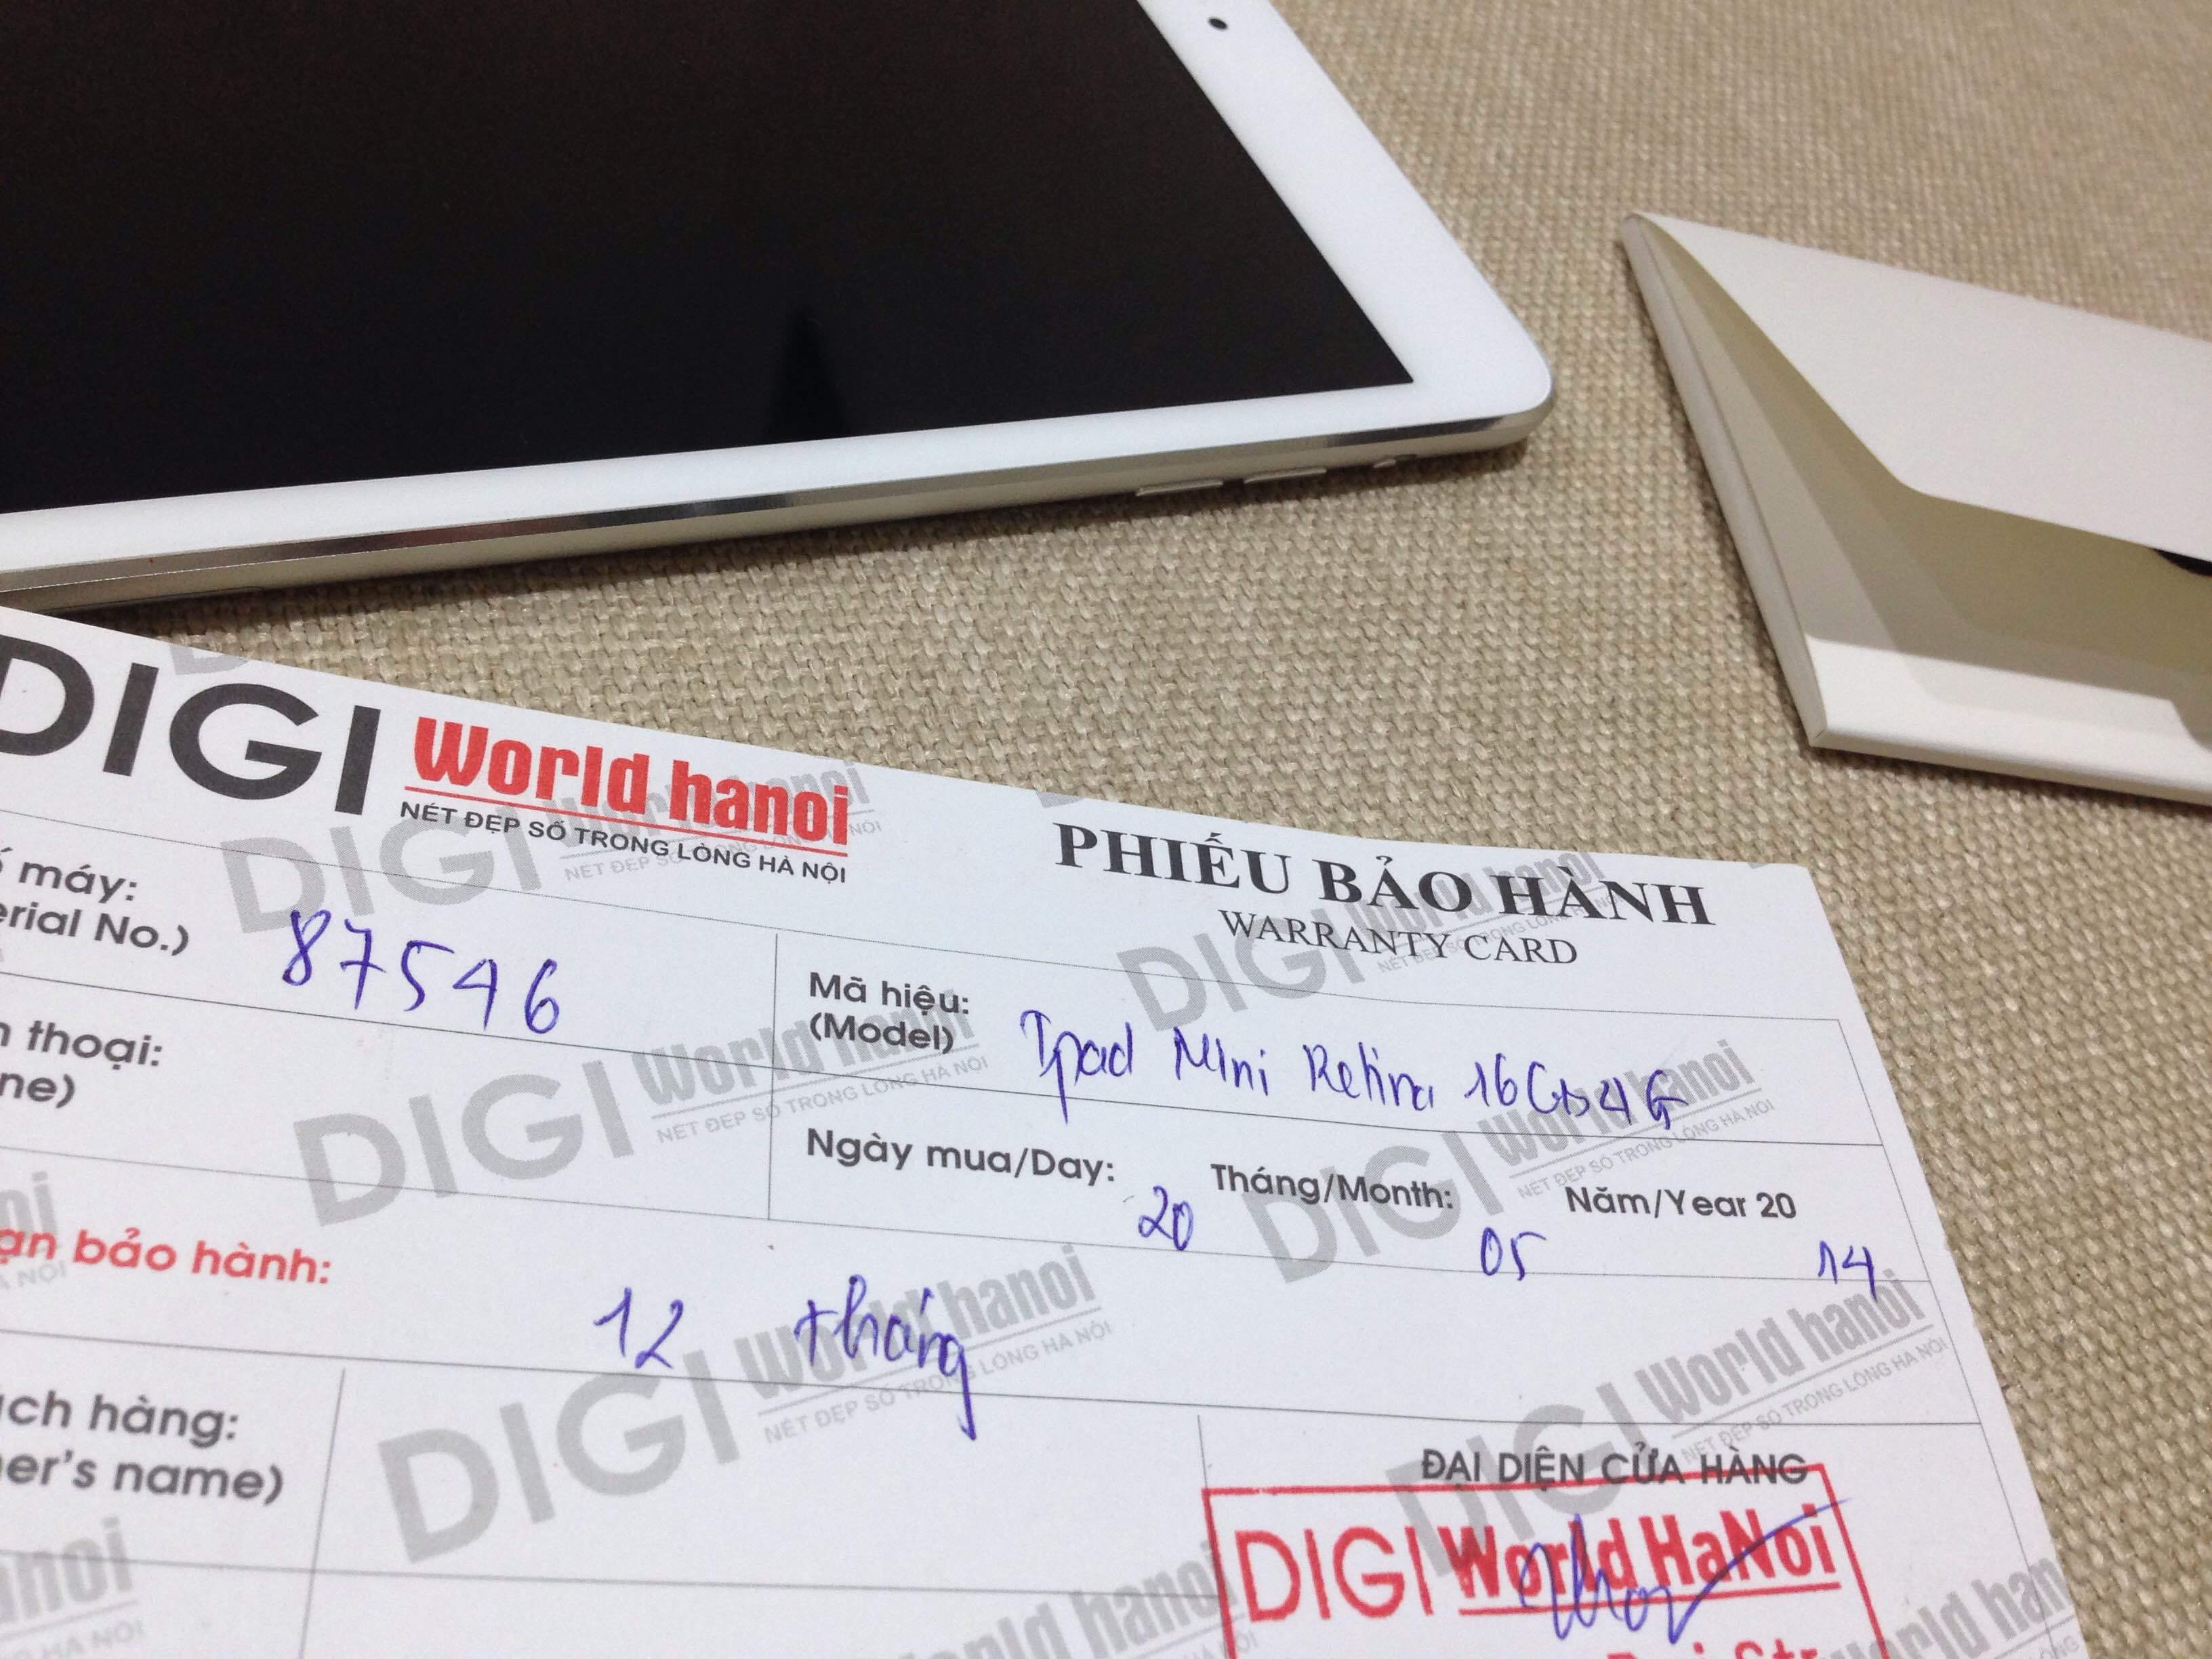 DIGI World hanoi
NÉT ĐẸP SỐ TRONG LÒNG HÀ NỘI
PHIẾU BẢO HÀNH
WARRANTY CARD
máy:
erial No.)
87546
Mã hiệu:
(Model)
Ipad Mini Retina 16Gb 4G
thoại:
ne)
Ngày mua/Day: 20 Tháng/Month: 05 Năm/Year 20 14
ạn bảo hành:
12 tháng
ách hàng:
er's name)
ĐẠI DIỆN CỬA HÀNG
DIGI World HaNoi